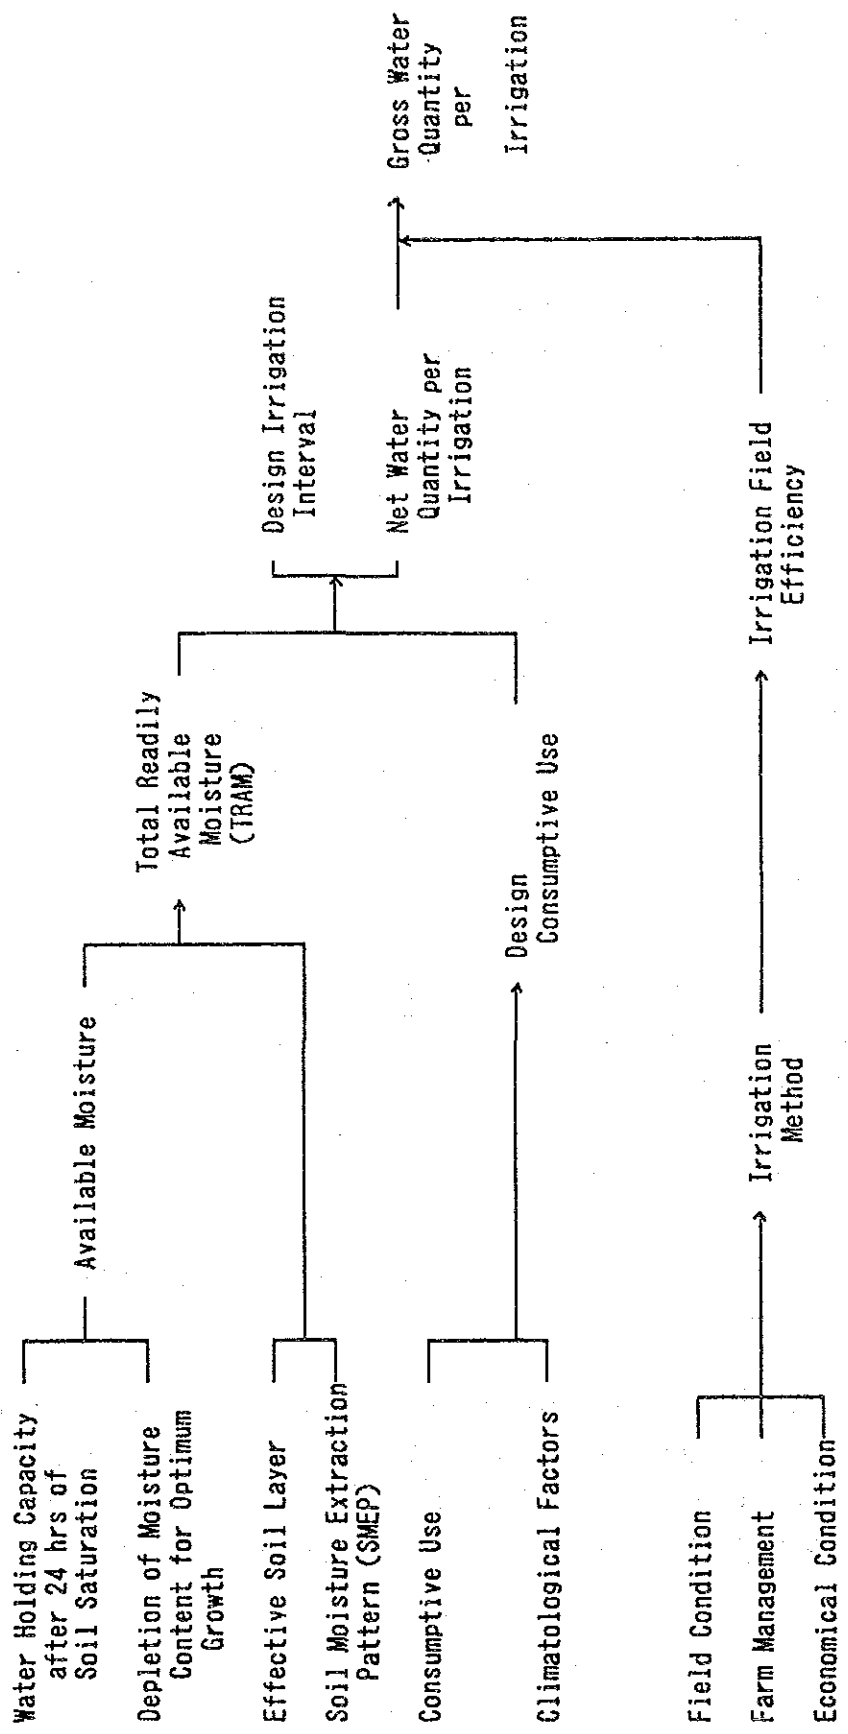 Water Holding Capacity
after 24 hrs of
Soil Saturation
Depletion of Moisture
Content for Optimum
Growth
Available Moisture
Effective Soil Layer
Soil Moisture Extraction
Pattern (SMEP)
Total Readily
Available
Moisture
(TRAM)
Consumptive Use
Climatological Factors
Design
Consumptive Use
Design Irrigation
Interval
Net Water
Quantity per
Irrigation
Gross Water
Quantity
per
Irrigation
Field Condition
Farm Management
Economical Condition
Irrigation
Method
Irrigation Field
Efficiency